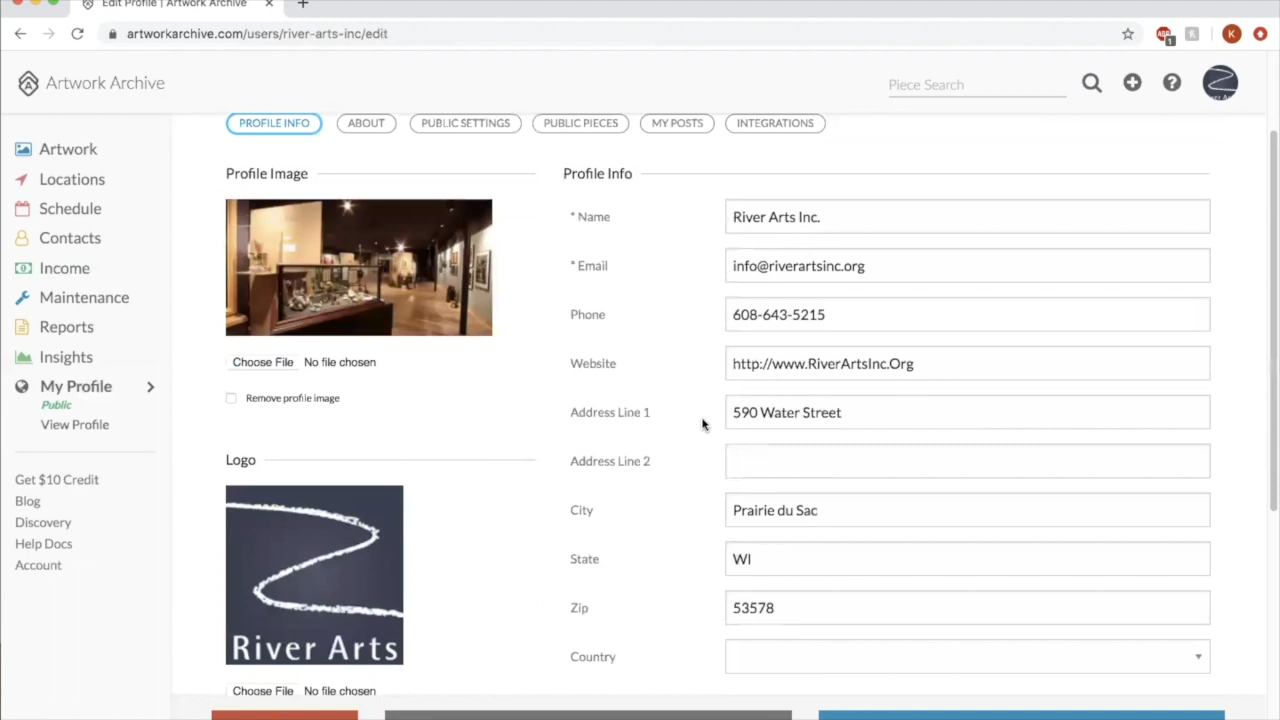 Edit Profile | Artwork Archive
artworkarchive.com/users/river-arts-inc/edit
ABP
1
K
Artwork Archive
Piece Search
River Arts
PROFILE INFO
ABOUT
PUBLIC SETTINGS
PUBLIC PIECES
MY POSTS
INTEGRATIONS
Artwork
Locations
Schedule
Contacts
Income
Maintenance
Reports
Insights
My Profile
Public
View Profile
Get $10 Credit
Blog
Discovery
Help Docs
Account
Profile Image
Choose File No file chosen
Remove profile image
Logo
River Arts
Choose File No file chosen
Profile Info
* Name River Arts Inc.
* Email info@riverartsinc.org
Phone 608-643-5215
Website http://www.RiverArtsInc.Org
Address Line 1 590 Water Street
Address Line 2
City Prairie du Sac
State WI
Zip 53578
Country